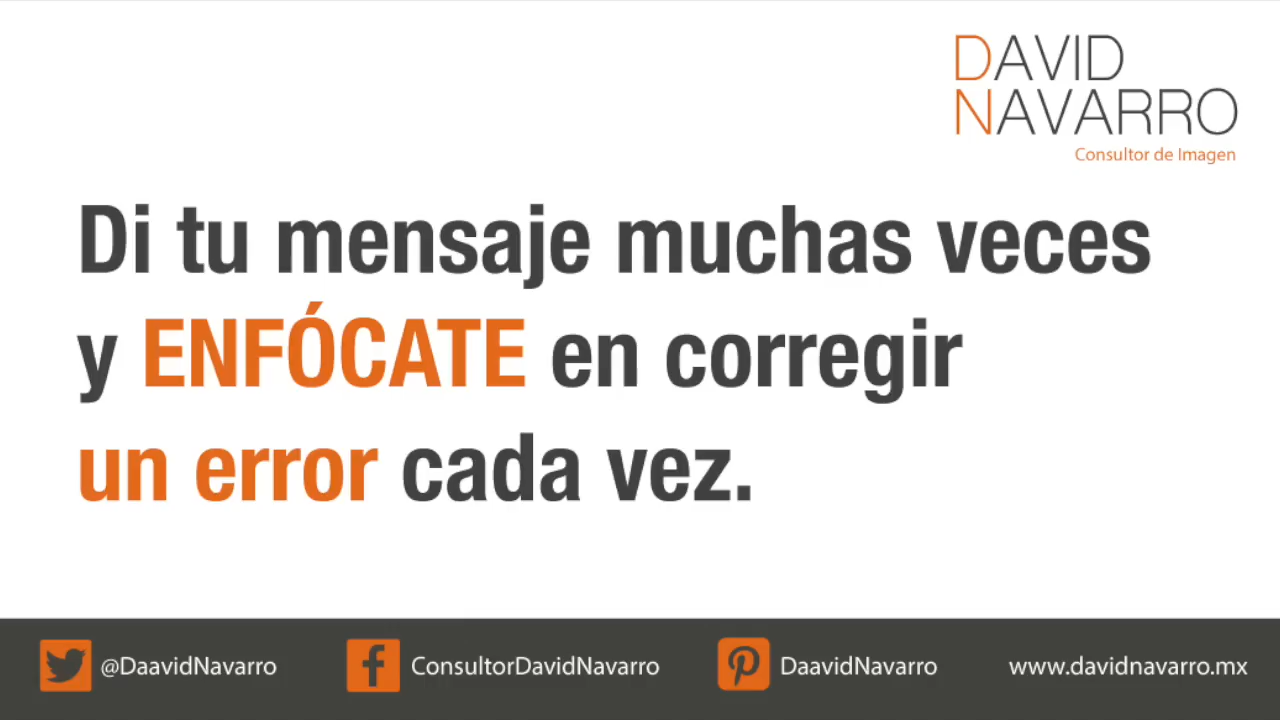 DAVID
NAVARRO
Consultor de Imagen
Di tu mensaje muchas veces
y ENFÓCATE en corregir
un error cada vez.
@DaavidNavarro ConsultorDavidNavarro DaavidNavarro www.davidnavarro.mx